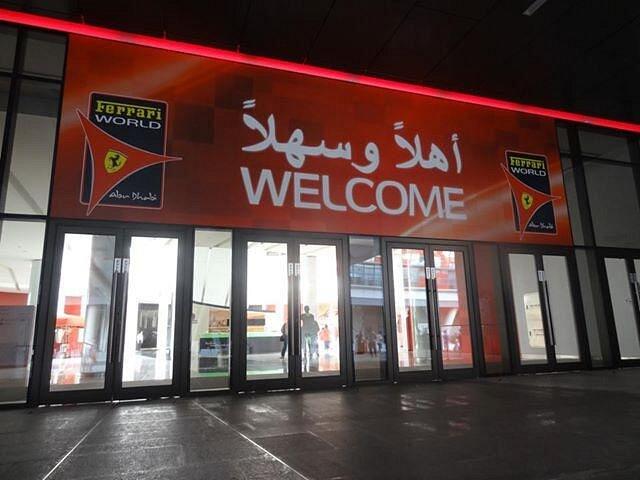 Ferrari
WORLD
Abu Dhabi
أهلاً وسهلاً
WELCOME
Ferrari
WORLD
Abu Dhabi